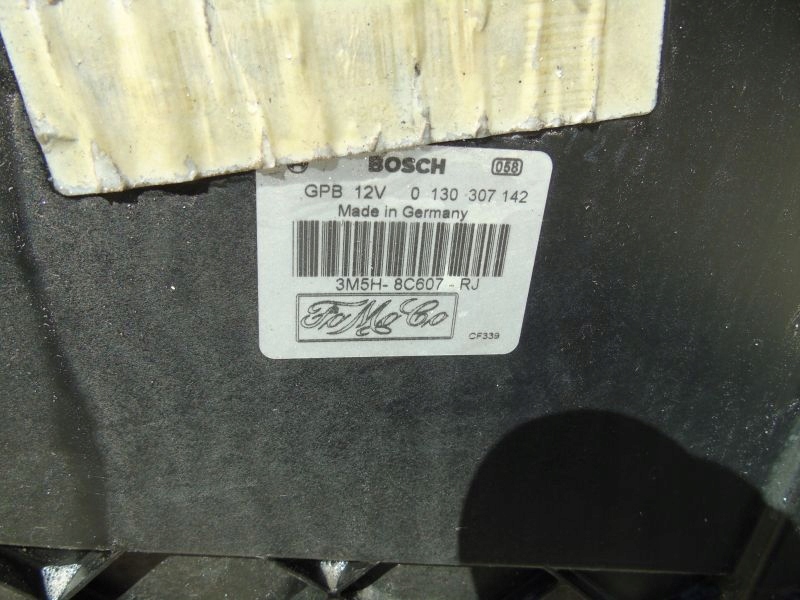 BOSCH 058
GPB 12V 0 130 307 142
Made in Germany
3M5H- 8C607 - RJ
FoMoCo
CF339